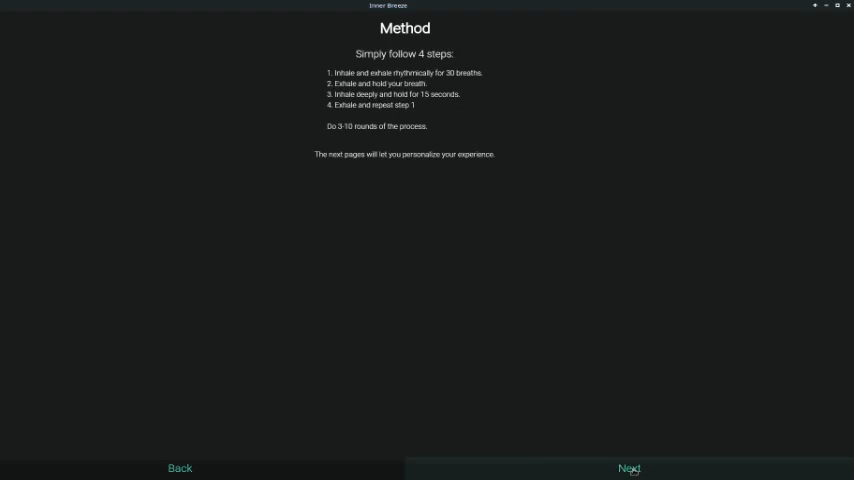 Inner Breeze
Method
Simply follow 4 steps:
1. Inhale and exhale rhythmically for 30 breaths.
2. Exhale and hold your breath.
3. Inhale deeply and hold for 15 seconds.
4. Exhale and repeat step 1
Do 3-10 rounds of the process.
The next pages will let you personalize your experience.
Back
Next